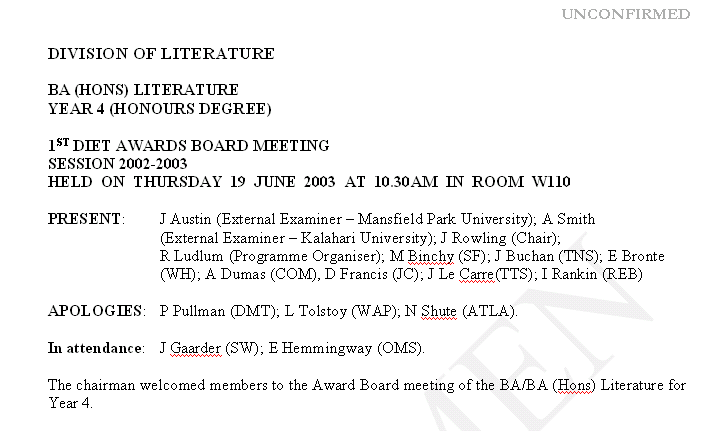 UNCONFIRMED
DIVISION OF LITERATURE
BA (HONS) LITERATURE
YEAR 4 (HONOURS DEGREE)
1ST DIET AWARDS BOARD MEETING
SESSION 2002-2003
HELD ON THURSDAY 19 JUNE 2003 AT 10.30AM IN ROOM W110
PRESENT: J Austin (External Examiner – Mansfield Park University); A Smith
(External Examiner – Kalahari University); J Rowling (Chair);
R Ludlum (Programme Organiser); M Binchy (SF); J Buchan (TNS); E Bronte
(WH); A Dumas (COM), D Francis (JC); J Le Carre(TTS); I Rankin (REB)
APOLOGIES: P Pullman (DMT); L Tolstoy (WAP); N Shute (ATLA).
In attendance: J Gaarder (SW); E Hemmingway (OMS).
The chairman welcomed members to the Award Board meeting of the BA/BA (Hons) Literature for
Year 4.